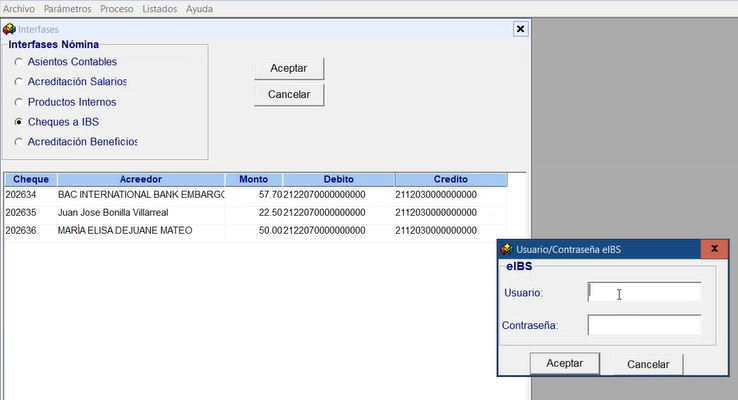 Archivo Parámetros Proceso Listados Ayuda
Interfases
Interfases Nómina
Asientos Contables
Acreditación Salarios
Productos Internos
Cheques a IBS
Acreditación Beneficios
Aceptar
Cancelar
Cheque Acreedor Monto Debito Credito
202634 BAC INTERNATIONAL BANK EMBARGO 57.70 2122070000000000 2112030000000000
202635 Juan Jose Bonilla Villarreal 22.50 2122070000000000 2112030000000000
202636 MARÍA ELISA DEJUANE MATEO 50.00 2122070000000000 2112030000000000
Usuario/Contraseña eIBS
eIBS
Usuario:
Contraseña:
Aceptar Cancelar